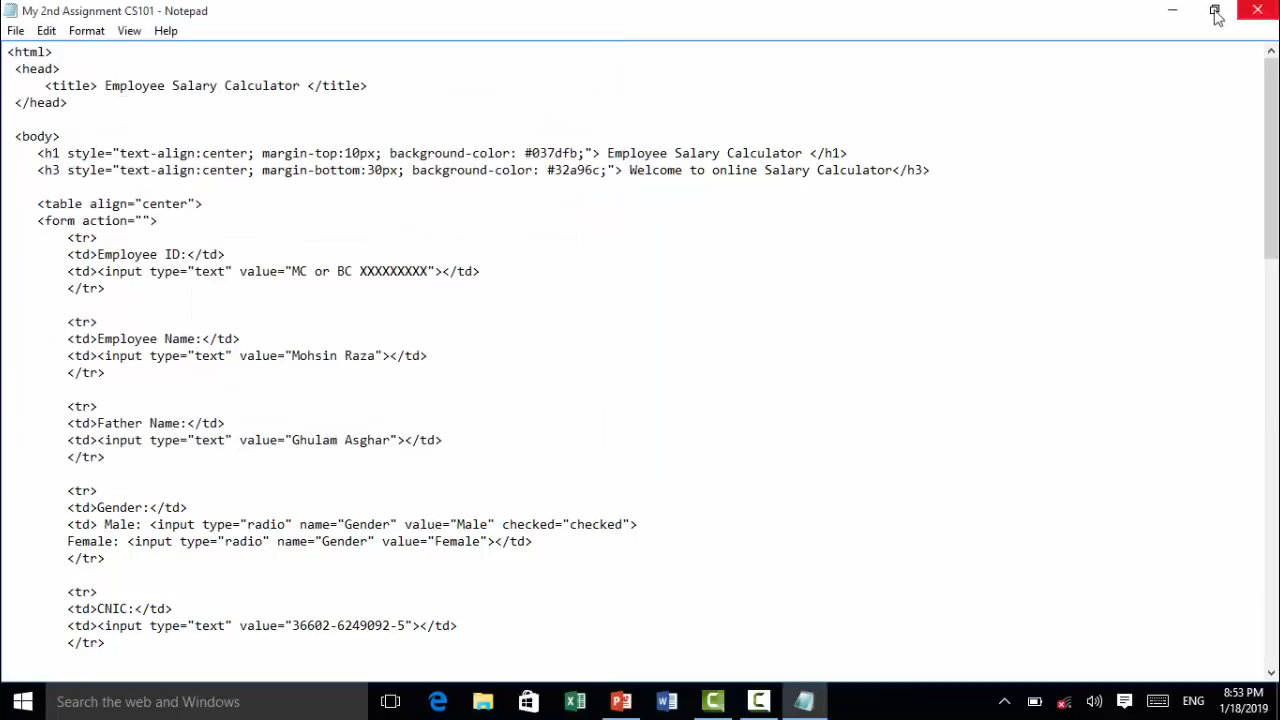 My 2nd Assignment CS101 - Notepad
File Edit Format View Help
<html>
<head>
<title> Employee Salary Calculator </title>
</head>
<body>
<h1 style="text-align:center; margin-top:10px; background-color: #037dfb;"> Employee Salary Calculator </h1>
<h3 style="text-align:center; margin-bottom:30px; background-color: #32a96c;"> Welcome to online Salary Calculator</h3>
<table align="center">
<form action="">
<tr>
<td>Employee ID:</td>
<td><input type="text" value="MC or BC XXXXXXXXX"></td>
</tr>
<tr>
<td>Employee Name:</td>
<td><input type="text" value="Mohsin Raza"></td>
</tr>
<tr>
<td>Father Name:</td>
<td><input type="text" value="Ghulam Asghar"></td>
</tr>
<tr>
<td>Gender:</td>
<td> Male: <input type="radio" name="Gender" value="Male" checked="checked">
Female: <input type="radio" name="Gender" value="Female"></td>
</tr>
<tr>
<td>CNIC:</td>
<td><input type="text" value="36602-6249092-5"></td>
</tr>
Search the web and Windows
ENG
8:53 PM
1/18/2019